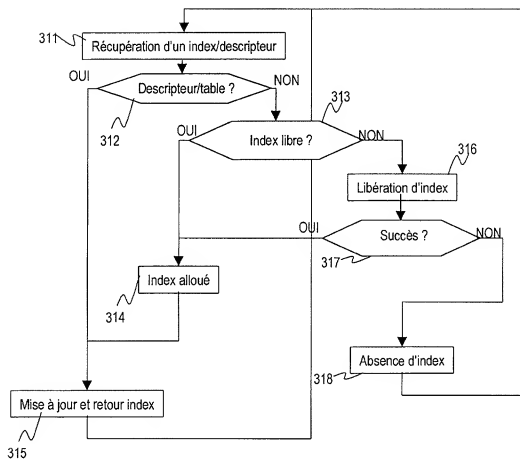 311
Récupération d'un index/descripteur
OUI
Descripteur/table ?
NON
312
313
OUI
Index libre ?
NON
316
Libération d'index
OUI
Succès ?
NON
317
Index alloué
314
Absence d'index
318
Mise à jour et retour index
315